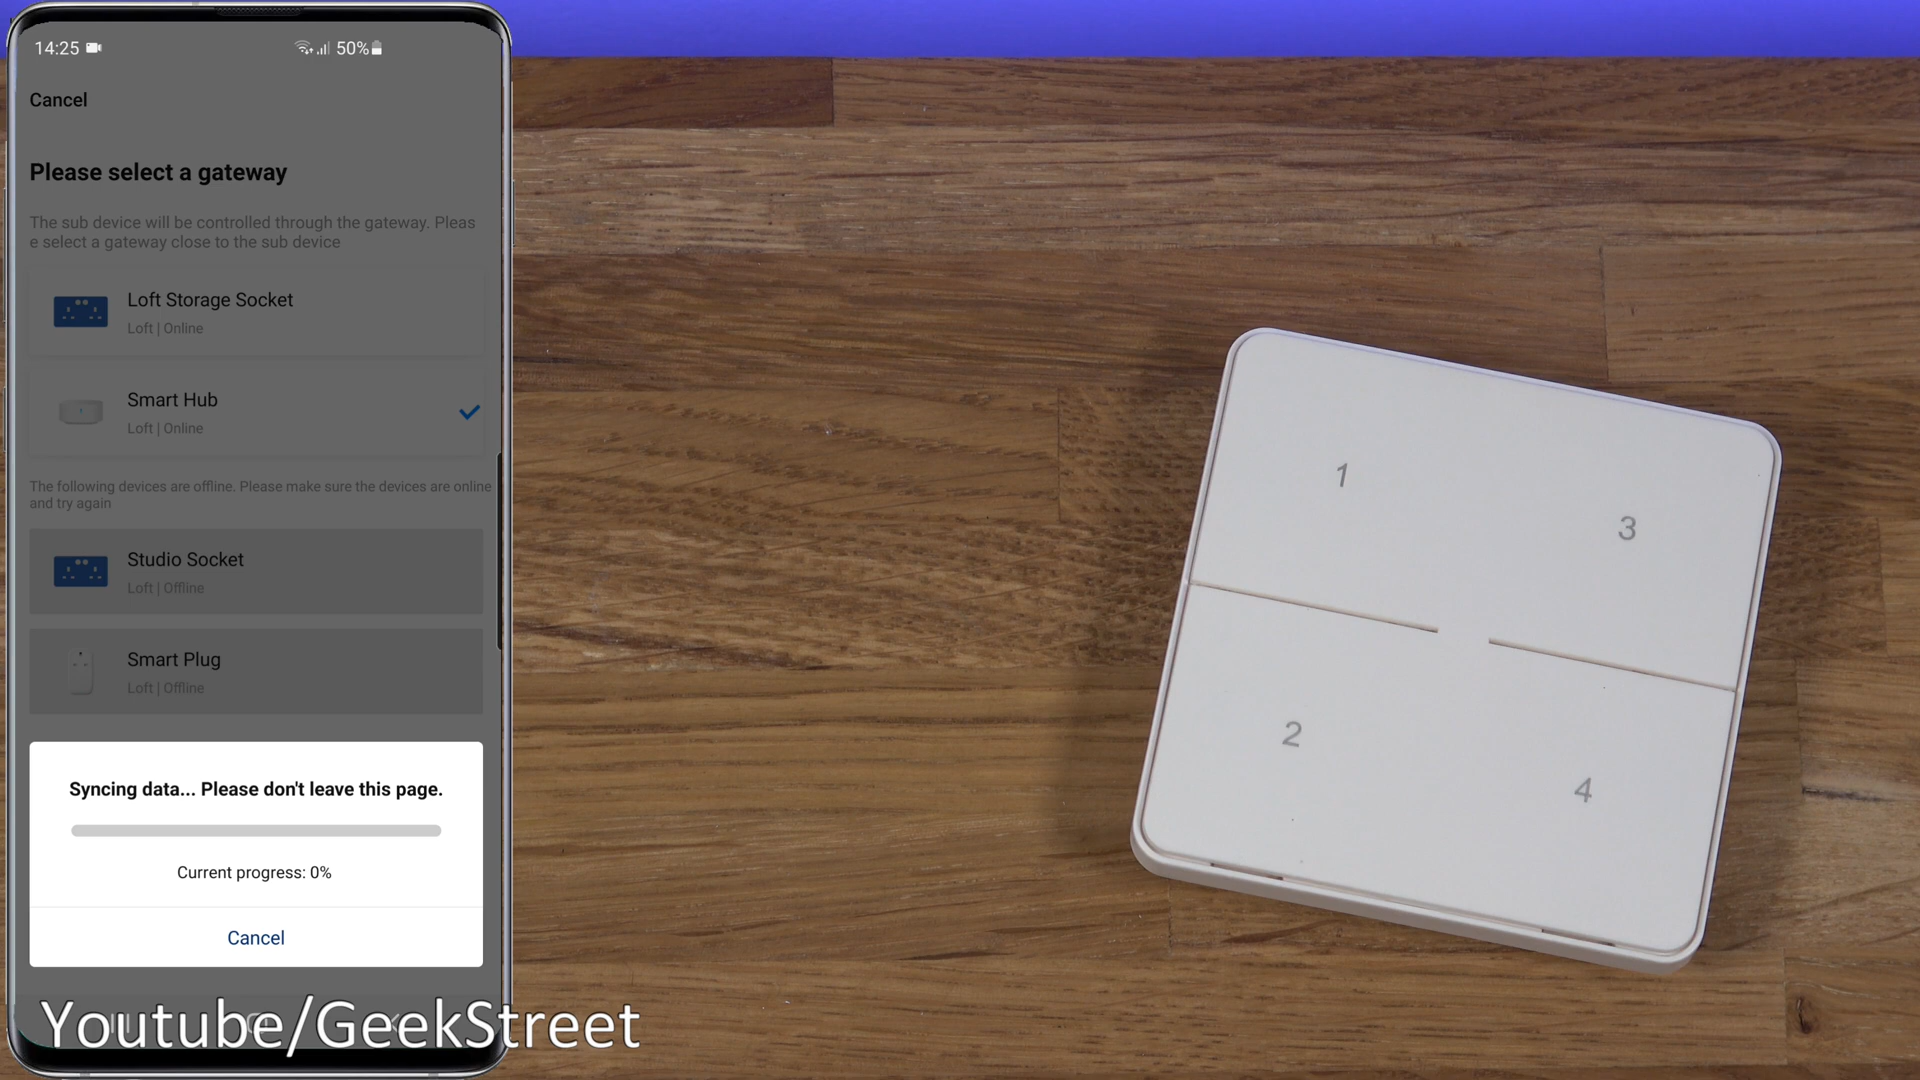 14:25
50%
Cancel
Please select a gateway
The sub device will be controlled through the gateway. Pleas
e select a gateway close to the sub device
Loft Storage Socket
Loft | Online
Smart Hub
Loft | Online
The following devices are offline. Please make sure the devices are online
and try again
Studio Socket
Loft | Offline
Smart Plug
Loft | Offline
Syncing data... Please don't leave this page.
Current progress: 0%
Cancel
Youtube/GeekStreet
1
3
2
4